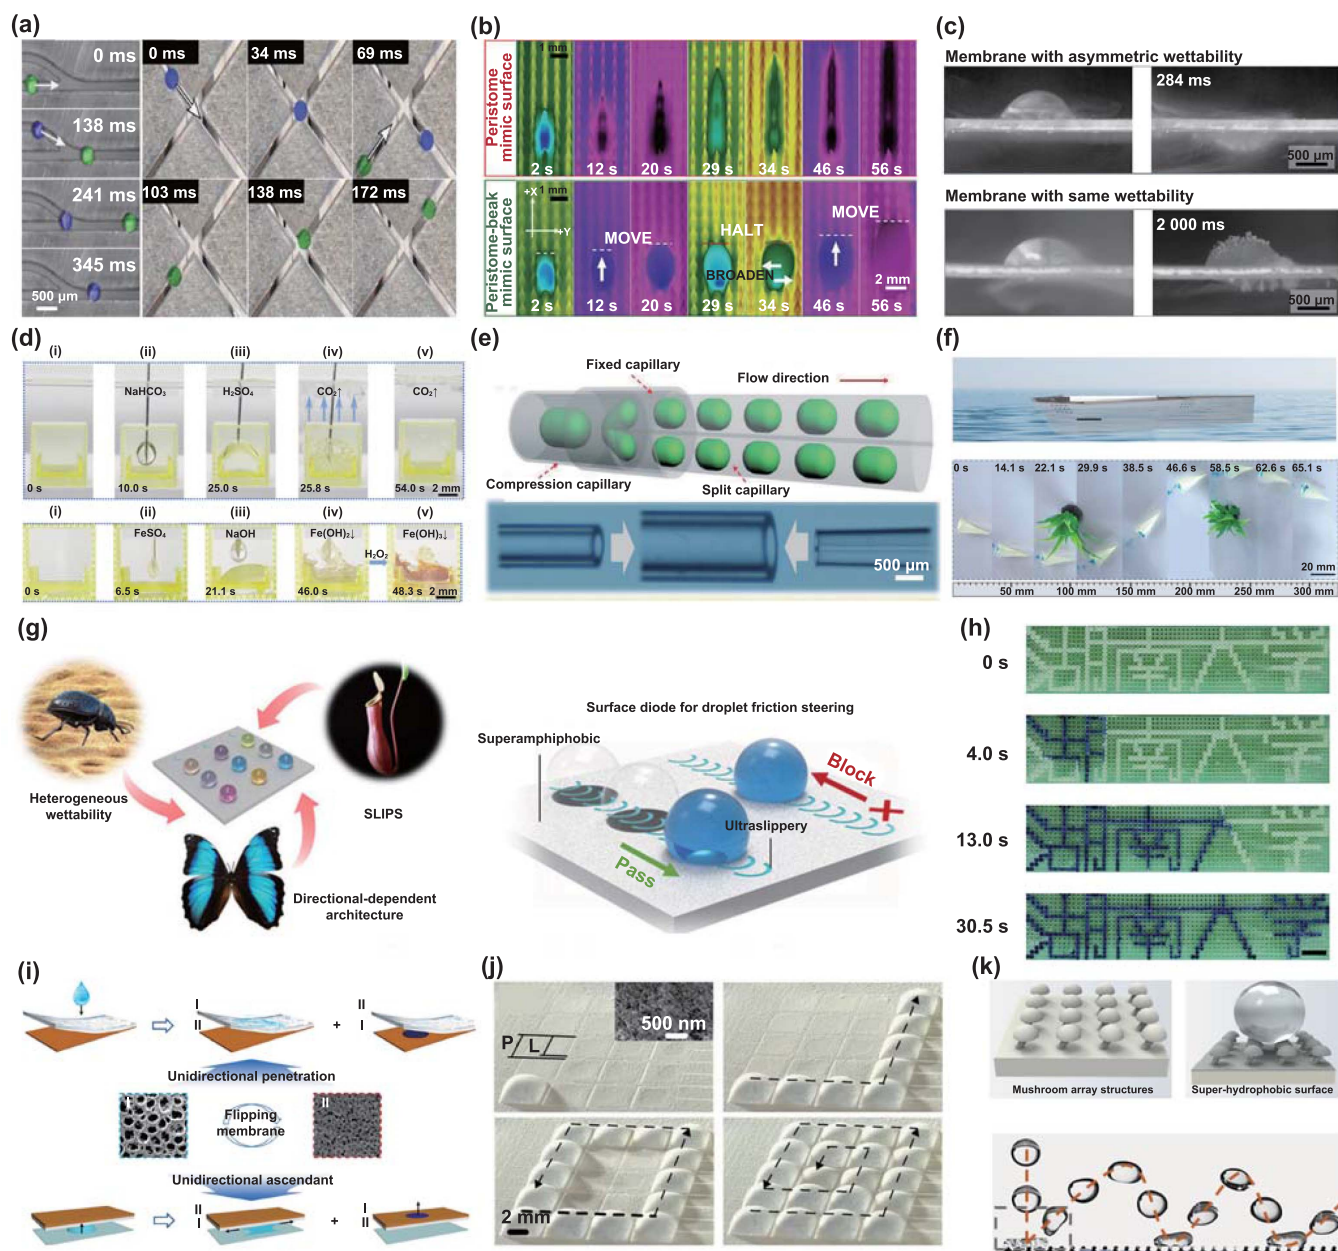 (a)
0 ms
138 ms
241 ms
345 ms
500 µm
0 ms
34 ms
69 ms
103 ms
138 ms
172 ms
(b)
Peristome
mimic surface
1 mm
2 s
12 s
20 s
29 s
34 s
46 s
56 s
Peristome-beak
mimic surface
+X
+Y
1 mm
MOVE
HALT
BROADEN
MOVE
2 mm
2 s
12 s
20 s
29 s
34 s
46 s
56 s
(c)
Membrane with asymmetric wettability
284 ms
500 µm
Membrane with same wettability
2 000 ms
500 µm
(d)
(i)
(ii)
(iii)
(iv)
(v)
NaHCO₃
H₂SO₄
CO₂↑
CO₂↑
0 s
10.0 s
25.0 s
25.8 s
54.0 s
2 mm
(i)
(ii)
(iii)
(iv)
(v)
FeSO₄
NaOH
Fe(OH)₂↓
H₂O₂
Fe(OH)₃↓
0 s
6.5 s
21.1 s
46.0 s
48.3 s
2 mm
(e)
Fixed capillary
Flow direction
Compression capillary
Split capillary
500 µm
(f)
0 s
14.1 s
22.1 s
29.9 s
38.5 s
46.6 s
58.5 s
62.6 s
65.1 s
20 mm
50 mm
100 mm
150 mm
200 mm
250 mm
300 mm
(g)
Heterogeneous
wettability
SLIPS
Directional-dependent
architecture
Surface diode for droplet friction steering
Superamphiphobic
Block
Ultraslippery
Pass
(h)
0 s
4.0 s
13.0 s
30.5 s
(i)
I
II
+
II
I
Unidirectional penetration
I
Flipping
membrane
II
Unidirectional ascendant
II
I
+
I
II
(j)
P
L
500 nm
2 mm
(k)
Mushroom array structures
Super-hydrophobic surface